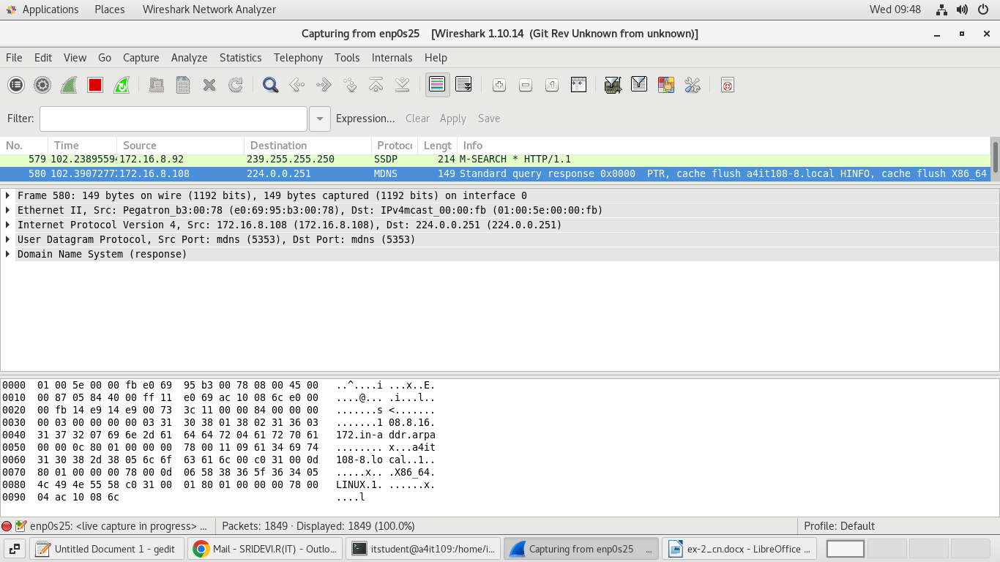 Applications Places Wireshark Network Analyzer Wed 09:48
Capturing from enp0s25 [Wireshark 1.10.14 (Git Rev Unknown from unknown)]
File Edit View Go Capture Analyze Statistics Telephony Tools Internals Help
Filter: Expression... Clear Apply Save
No. Time Source Destination Protoc Lengt Info
579 102.23895594 172.16.8.92 239.255.255.250 SSDP 214 M-SEARCH * HTTP/1.1
580 102.39072772 172.16.8.108 224.0.0.251 MDNS 149 Standard query response 0x0000 PTR, cache flush a4it108-8.local HINFO, cache flush X86_64
Frame 580: 149 bytes on wire (1192 bits), 149 bytes captured (1192 bits) on interface 0
Ethernet II, Src: Pegatron_b3:00:78 (e0:69:95:b3:00:78), Dst: IPv4mcast_00:00:fb (01:00:5e:00:00:fb)
Internet Protocol Version 4, Src: 172.16.8.108 (172.16.8.108), Dst: 224.0.0.251 (224.0.0.251)
User Datagram Protocol, Src Port: mdns (5353), Dst Port: mdns (5353)
Domain Name System (response)
0000 01 00 5e 00 00 fb e0 69 95 b3 00 78 08 00 45 00 ..^....i ...x..E.
0010 00 87 05 84 40 00 ff 11 e0 69 ac 10 08 6c e0 00 ....@... .i...l..
0020 00 fb 14 e9 14 e9 00 73 3c 11 00 00 84 00 00 00 .......s <.......
0030 00 03 00 00 00 00 03 31 30 38 01 38 02 31 36 03 .......1 08.8.16.
0040 31 37 32 07 69 6e 2d 61 64 64 72 04 61 72 70 61 172.in-a ddr.arpa
0050 00 00 0c 80 01 00 00 00 78 00 11 09 61 34 69 74 ........ x...a4it
0060 31 30 38 2d 38 05 6c 6f 63 61 6c 00 c0 31 00 0d 108-8.lo cal..1..
0070 80 01 00 00 00 78 00 0d 06 58 38 36 5f 36 34 05 .....x.. .X86_64.
0080 4c 49 4e 55 58 c0 31 00 01 80 01 00 00 00 78 00 LINUX.1. ......x.
0090 04 ac 10 08 6c ....l
enp0s25: <live capture in progress> ... Packets: 1849 · Displayed: 1849 (100.0%) Profile: Default
Untitled Document 1 - gedit Mail - SRIDEVI.R(IT) - Outlo... itstudent@a4it109:/home/i... Capturing from enp0s25 ... ex-2_cn.docx - LibreOffice ...